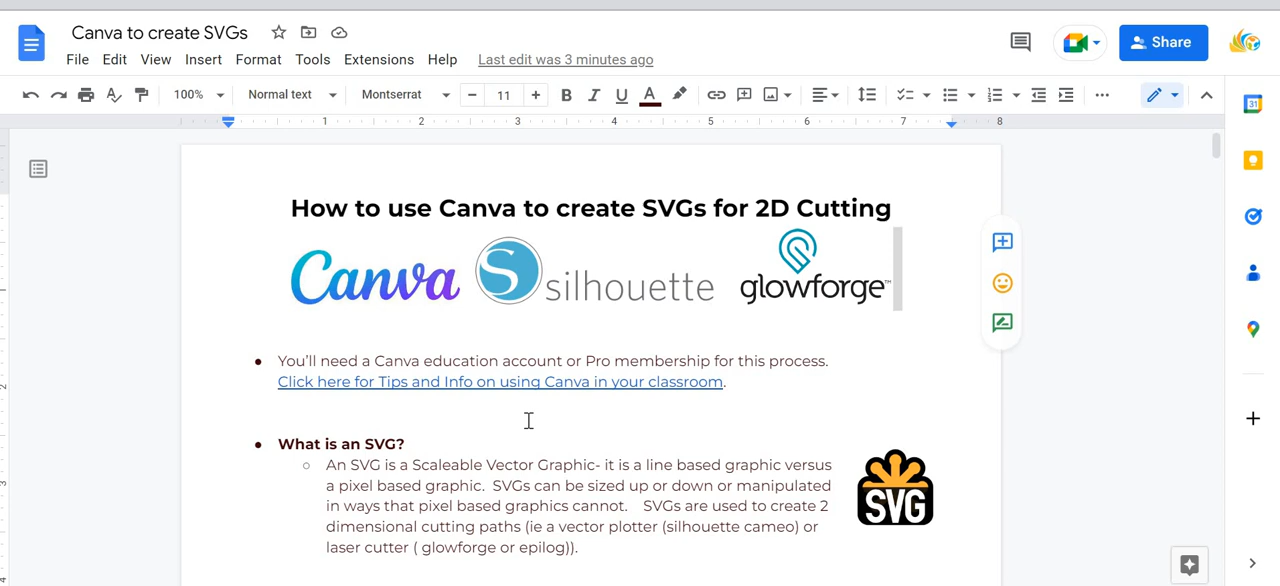 Canva to create SVGs
File Edit View Insert Format Tools Extensions Help Last edit was 3 minutes ago
Share
100% Normal text Montserrat − 11 + B I U A
1 2 3 4 5 6 7 8
31
How to use Canva to create SVGs for 2D Cutting
Canva S silhouette glowforge™
● You'll need a Canva education account or Pro membership for this process.
Click here for Tips and Info on using Canva in your classroom.
● What is an SVG?
○ An SVG is a Scaleable Vector Graphic- it is a line based graphic versus
a pixel based graphic. SVGs can be sized up or down or manipulated
in ways that pixel based graphics cannot. SVGs are used to create 2
dimensional cutting paths (ie a vector plotter (silhouette cameo) or
laser cutter ( glowforge or epilog)).
SVG
2
3
4